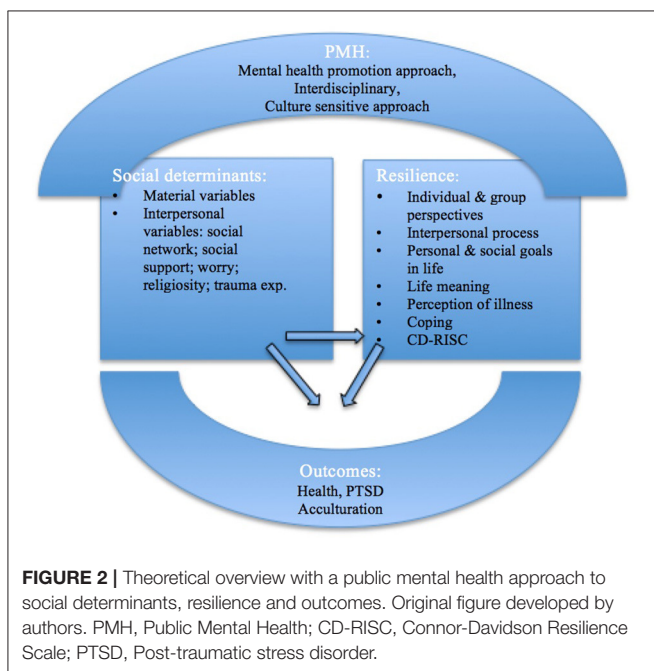 PMH:
Mental health promotion approach,
Interdisciplinary,
Culture sensitive approach
Social determinants:
• Material variables
• Interpersonal
variables: social
network; social
support; worry;
religiosity; trauma exp.
Resilience:
• Individual & group
perspectives
• Interpersonal process
• Personal & social goals
in life
• Life meaning
• Perception of illness
• Coping
• CD-RISC
Outcomes:
Health, PTSD
Acculturation
FIGURE 2 | Theoretical overview with a public mental health approach to
social determinants, resilience and outcomes. Original figure developed by
authors. PMH, Public Mental Health; CD-RISC, Connor-Davidson Resilience
Scale; PTSD, Post-traumatic stress disorder.